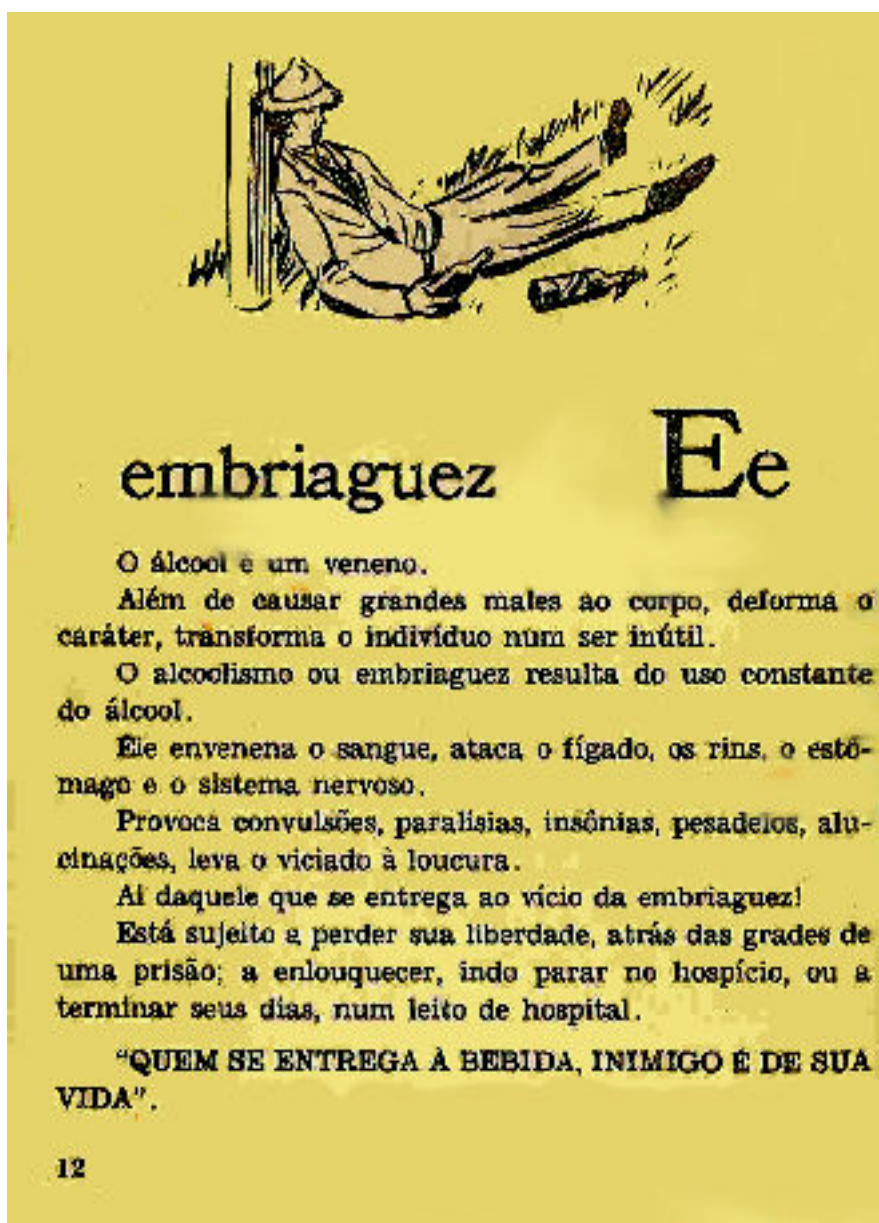 embriaguez Ee
O álcool é um veneno.
Além de causar grandes males ao corpo, deforma o
caráter, transforma o indivíduo num ser inútil.
O alcoolismo ou embriaguez resulta do uso constante
do álcool.
Êle envenena o sangue, ataca o fígado, os rins, o estô-
mago e o sistema nervoso.
Provoca convulsões, paralisias, insônias, pesadelos, alu-
cinações, leva o viciado à loucura.
Ai daquele que se entrega ao vício da embriaguez!
Está sujeito a perder sua liberdade, atrás das grades de
uma prisão; a enlouquecer, indo parar no hospício, ou a
terminar seus dias, num leito de hospital.
"QUEM SE ENTREGA À BEBIDA, INIMIGO É DE SUA
VIDA".
12